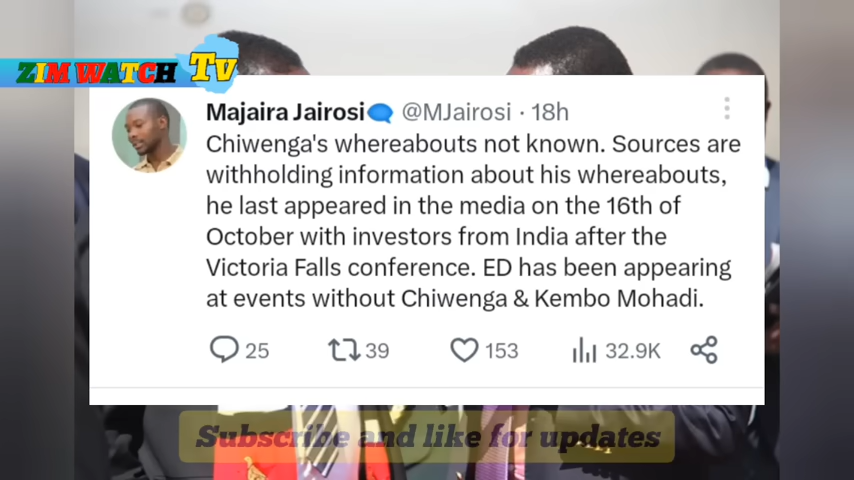 ZIM WATCH Tv
Majaira Jairosi @MJairosi · 18h
Chiwenga's whereabouts not known. Sources are
withholding information about his whereabouts,
he last appeared in the media on the 16th of
October with investors from India after the
Victoria Falls conference. ED has been appearing
at events without Chiwenga & Kembo Mohadi.
25 39 153 32.9K
Subscribe and like for updates